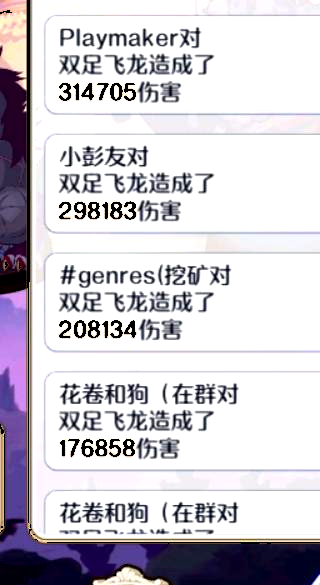 Playmaker对
双足飞龙造成了
314705伤害
小彭友对
双足飞龙造成了
298183伤害
#genres(挖矿对
双足飞龙造成了
208134伤害
花卷和狗（在群对
双足飞龙造成了
176858伤害
花卷和狗（在群对